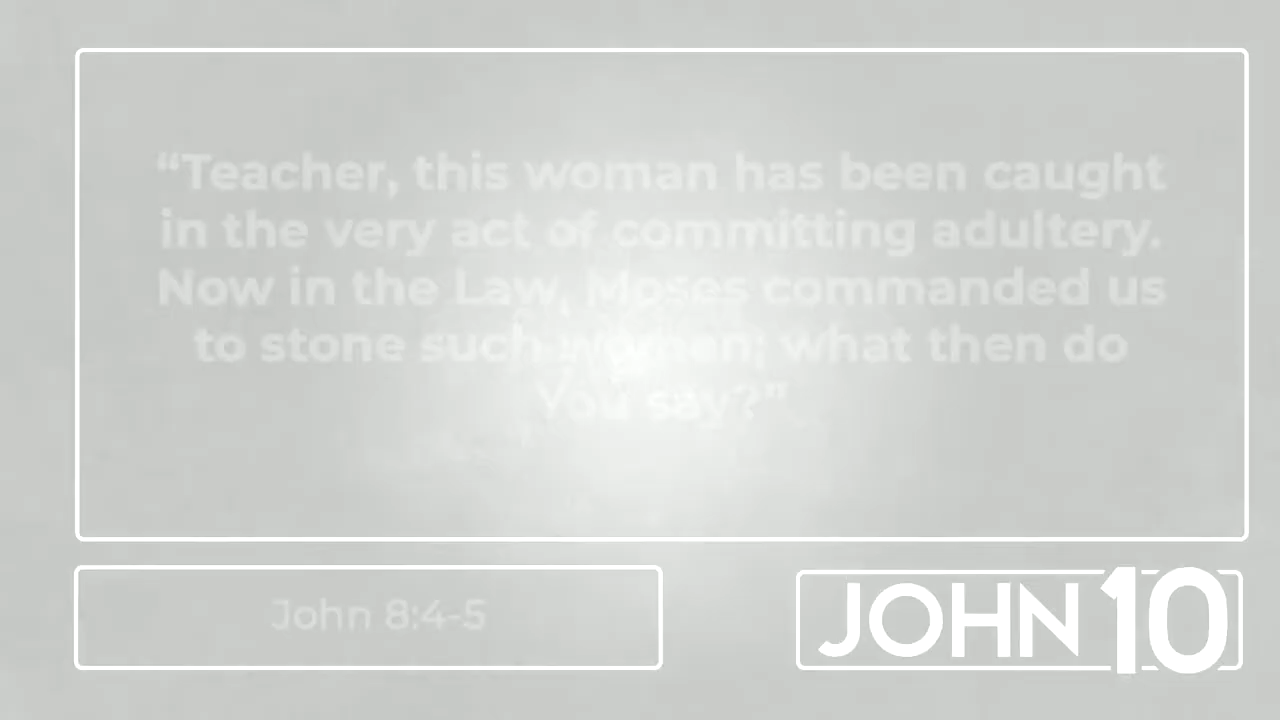 “Teacher, this woman has been caught
in the very act of committing adultery.
Now in the Law, Moses commanded us
to stone such women; what then do
You say?”
John 8:4-5
JOHN 10